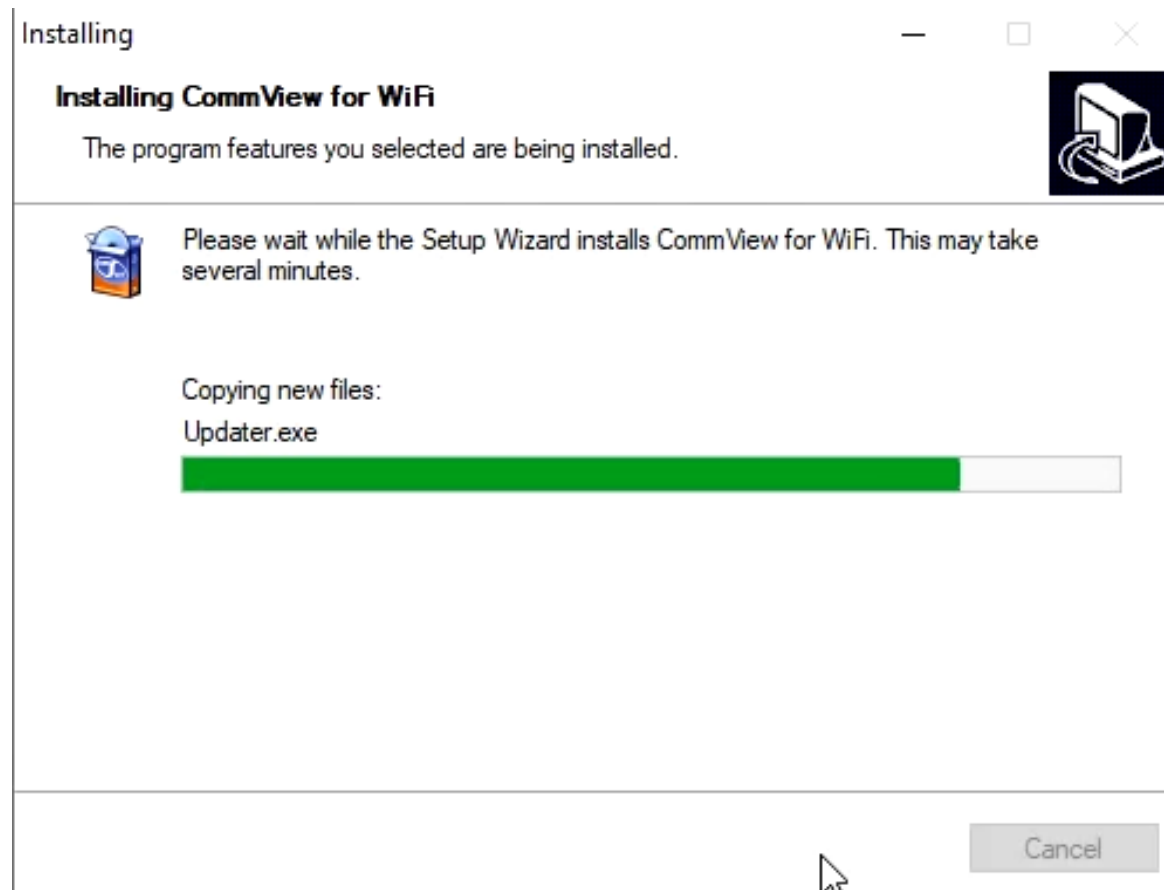 Installing
Installing CommView for WiFi
The program features you selected are being installed.
Please wait while the Setup Wizard installs CommView for WiFi. This may take
several minutes.
Copying new files:
Updater.exe
Cancel